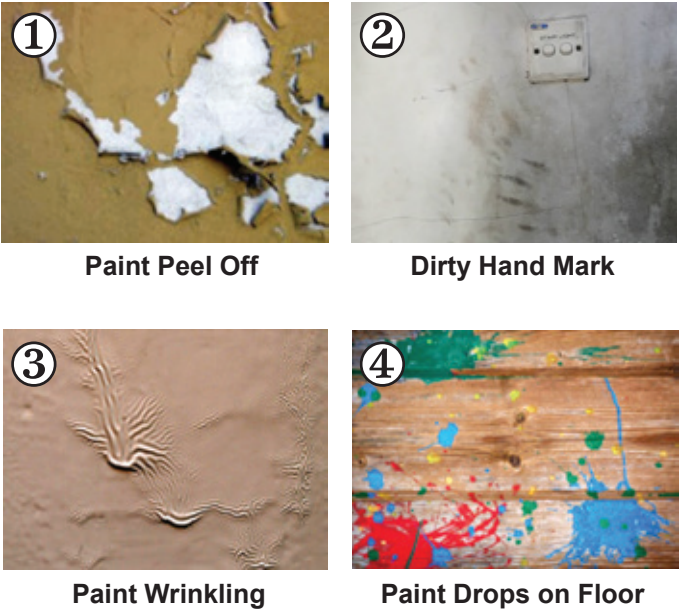 1
Paint Peel Off
2
Dirty Hand Mark
3
Paint Wrinkling
4
Paint Drops on Floor